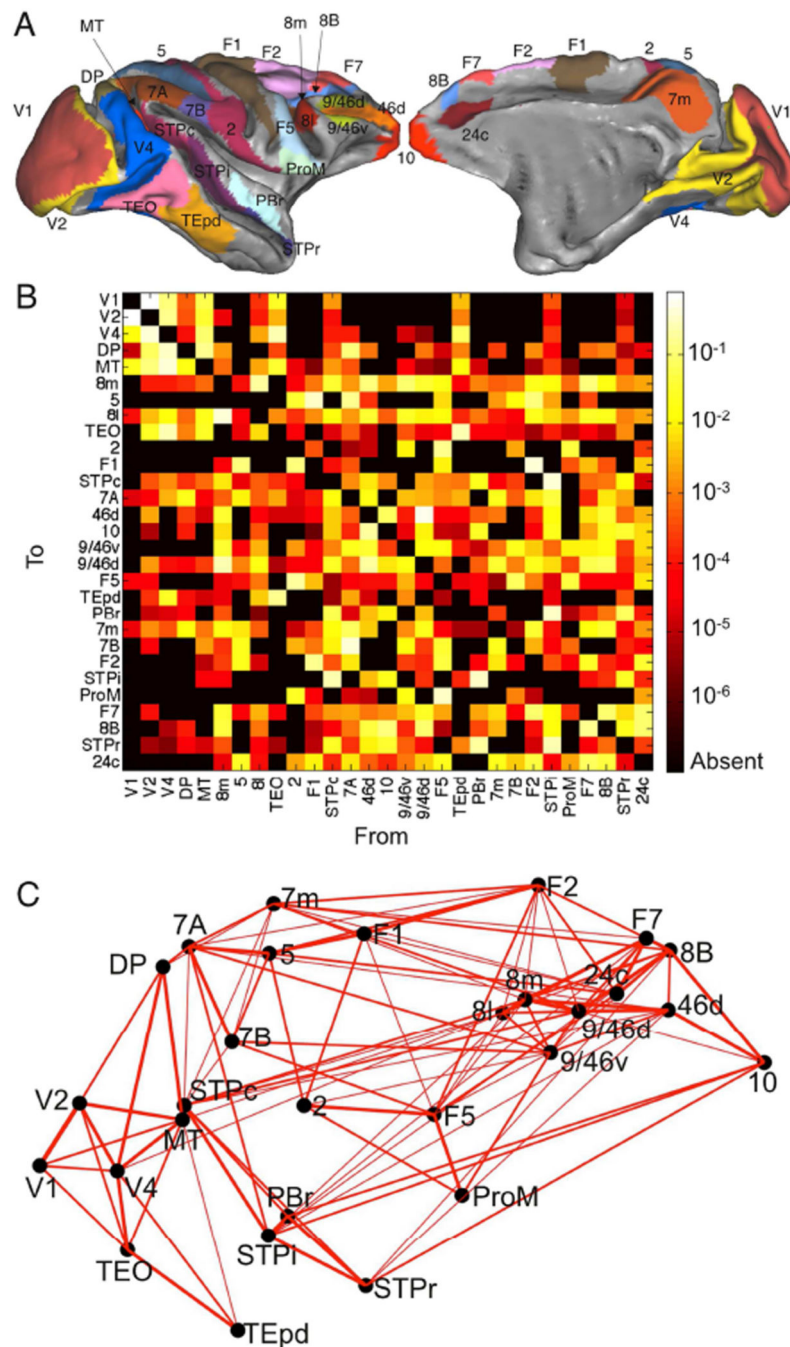 A
MT
5
F1
F2
8m
8B
F7
DP
7A
7B
9/46d
46d
V1
STPc
2
F5
8l
9/46v
V4
STPi
ProM
10
TEO
PBr
V2
TEpd
STPr
8B
F7
F2
F1
2
5
7m
24c
V1
V2
V4
B
To
V1
V2
V4
DP
MT
8m
5
8l
TEO
2
F1
STPc
7A
46d
10
9/46v
9/46d
F5
TEpd
PBr
7m
7B
F2
STPi
ProM
F7
8B
STPr
24c
V1 V2 V4 DP MT 8m 5 8l TEO 2 F1 STPc 7A 46d 10 9/46v 9/46d F5 TEpd PBr 7m 7B F2 STPi ProM F7 8B STPr 24c
From
10⁻¹
10⁻²
10⁻³
10⁻⁴
10⁻⁵
10⁻⁶
Absent
C
7m
F2
7A
F1
F7
DP
5
8B
8m
24c
8l
9/46d
46d
7B
9/46v
10
STPc
V2
MT
2
F5
V1
V4
PBr
ProM
STPi
TEO
STPr
TEpd